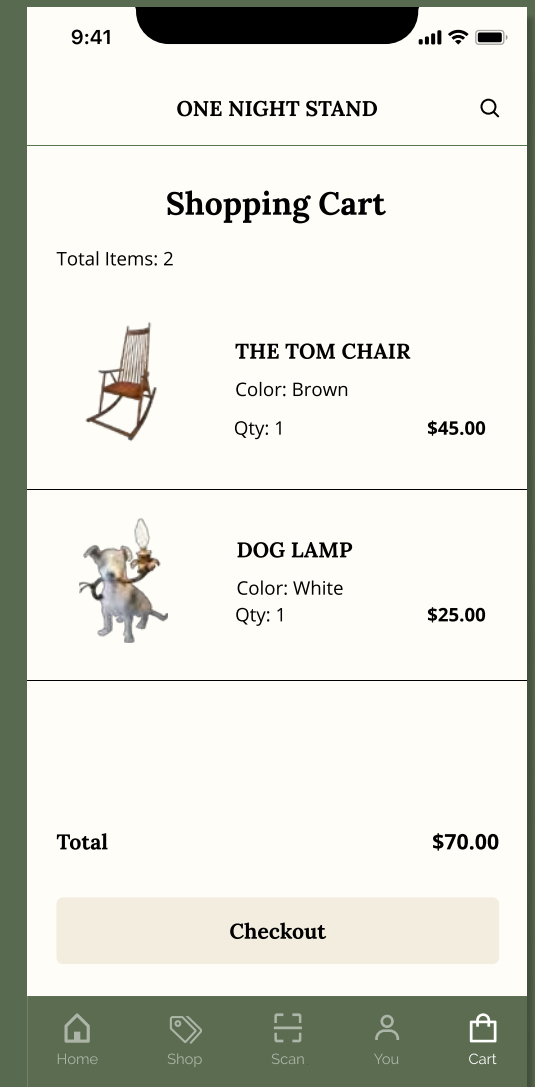 9:41
ONE NIGHT STAND
Shopping Cart
Total Items: 2
THE TOM CHAIR
Color: Brown
Qty: 1 $45.00
DOG LAMP
Color: White
Qty: 1 $25.00
Total $70.00
Checkout
Home Shop Scan You Cart